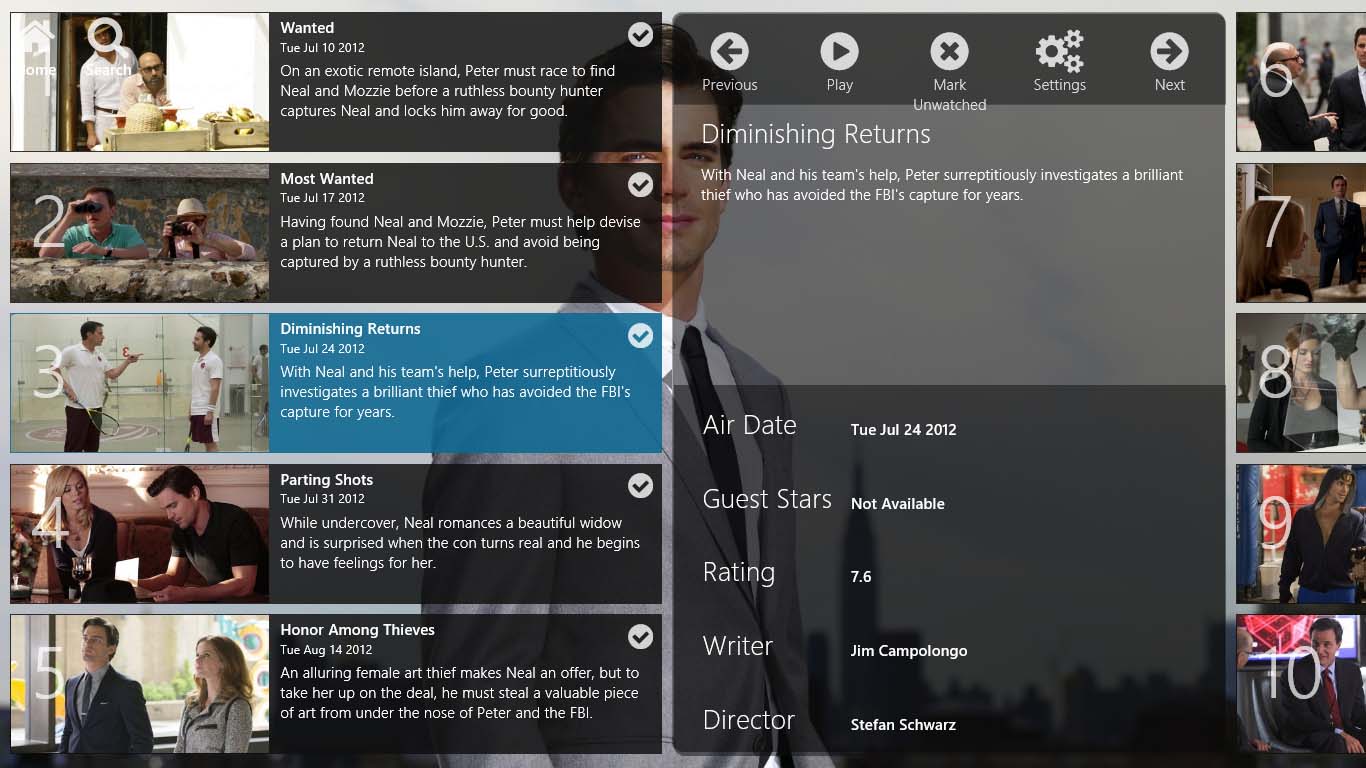 Home
Search
1
Wanted
Tue Jul 10 2012
On an exotic remote island, Peter must race to find
Neal and Mozzie before a ruthless bounty hunter
captures Neal and locks him away for good.
2
Most Wanted
Tue Jul 17 2012
Having found Neal and Mozzie, Peter must help devise
a plan to return Neal to the U.S. and avoid being
captured by a ruthless bounty hunter.
3
Diminishing Returns
Tue Jul 24 2012
With Neal and his team's help, Peter surreptitiously
investigates a brilliant thief who has avoided the FBI's
capture for years.
4
Parting Shots
Tue Jul 31 2012
While undercover, Neal romances a beautiful widow
and is surprised when the con turns real and he begins
to have feelings for her.
5
Honor Among Thieves
Tue Aug 14 2012
An alluring female art thief makes Neal an offer, but to
take her up on the deal, he must steal a valuable piece
of art from under the nose of Peter and the FBI.
Previous
Play
Mark
Unwatched
Settings
Next
Diminishing Returns
With Neal and his team's help, Peter surreptitiously investigates a brilliant
thief who has avoided the FBI's capture for years.
Air Date Tue Jul 24 2012
Guest Stars Not Available
Rating 7.6
Writer Jim Campolongo
Director Stefan Schwarz
6
7
8
9
10